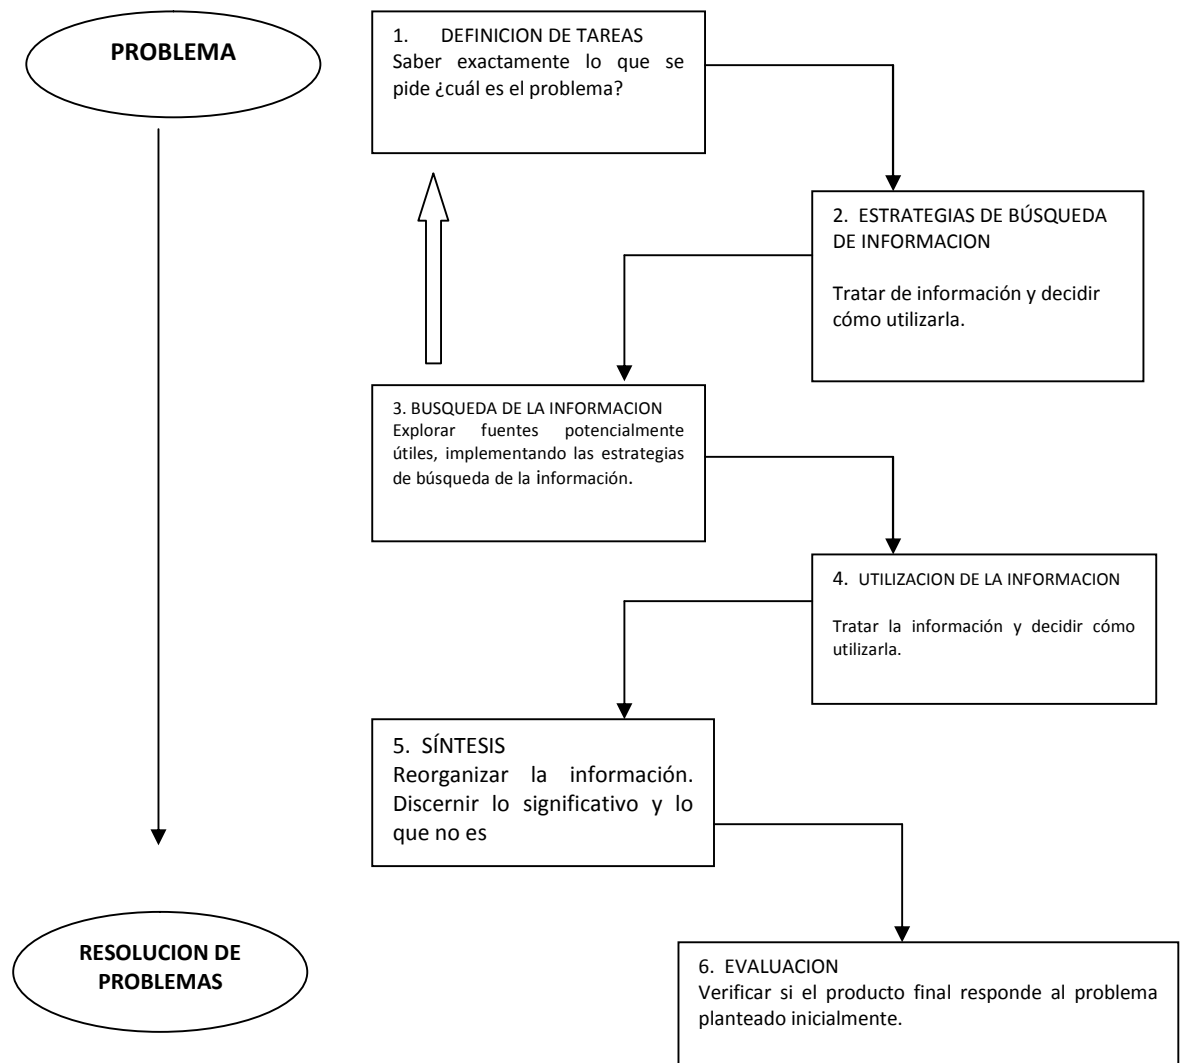 PROBLEMA
1. DEFINICION DE TAREAS
Saber exactamente lo que se
pide ¿cuál es el problema?
2. ESTRATEGIAS DE BÚSQUEDA
DE INFORMACION
Tratar de información y decidir
cómo utilizarla.
3. BUSQUEDA DE LA INFORMACION
Explorar fuentes potencialmente
útiles, implementando las estrategias
de búsqueda de la información.
4. UTILIZACION DE LA INFORMACION
Tratar la información y decidir cómo
utilizarla.
5. SÍNTESIS
Reorganizar la información.
Discernir lo significativo y lo
que no es
RESOLUCION DE
PROBLEMAS
6. EVALUACION
Verificar si el producto final responde al problema
planteado inicialmente.